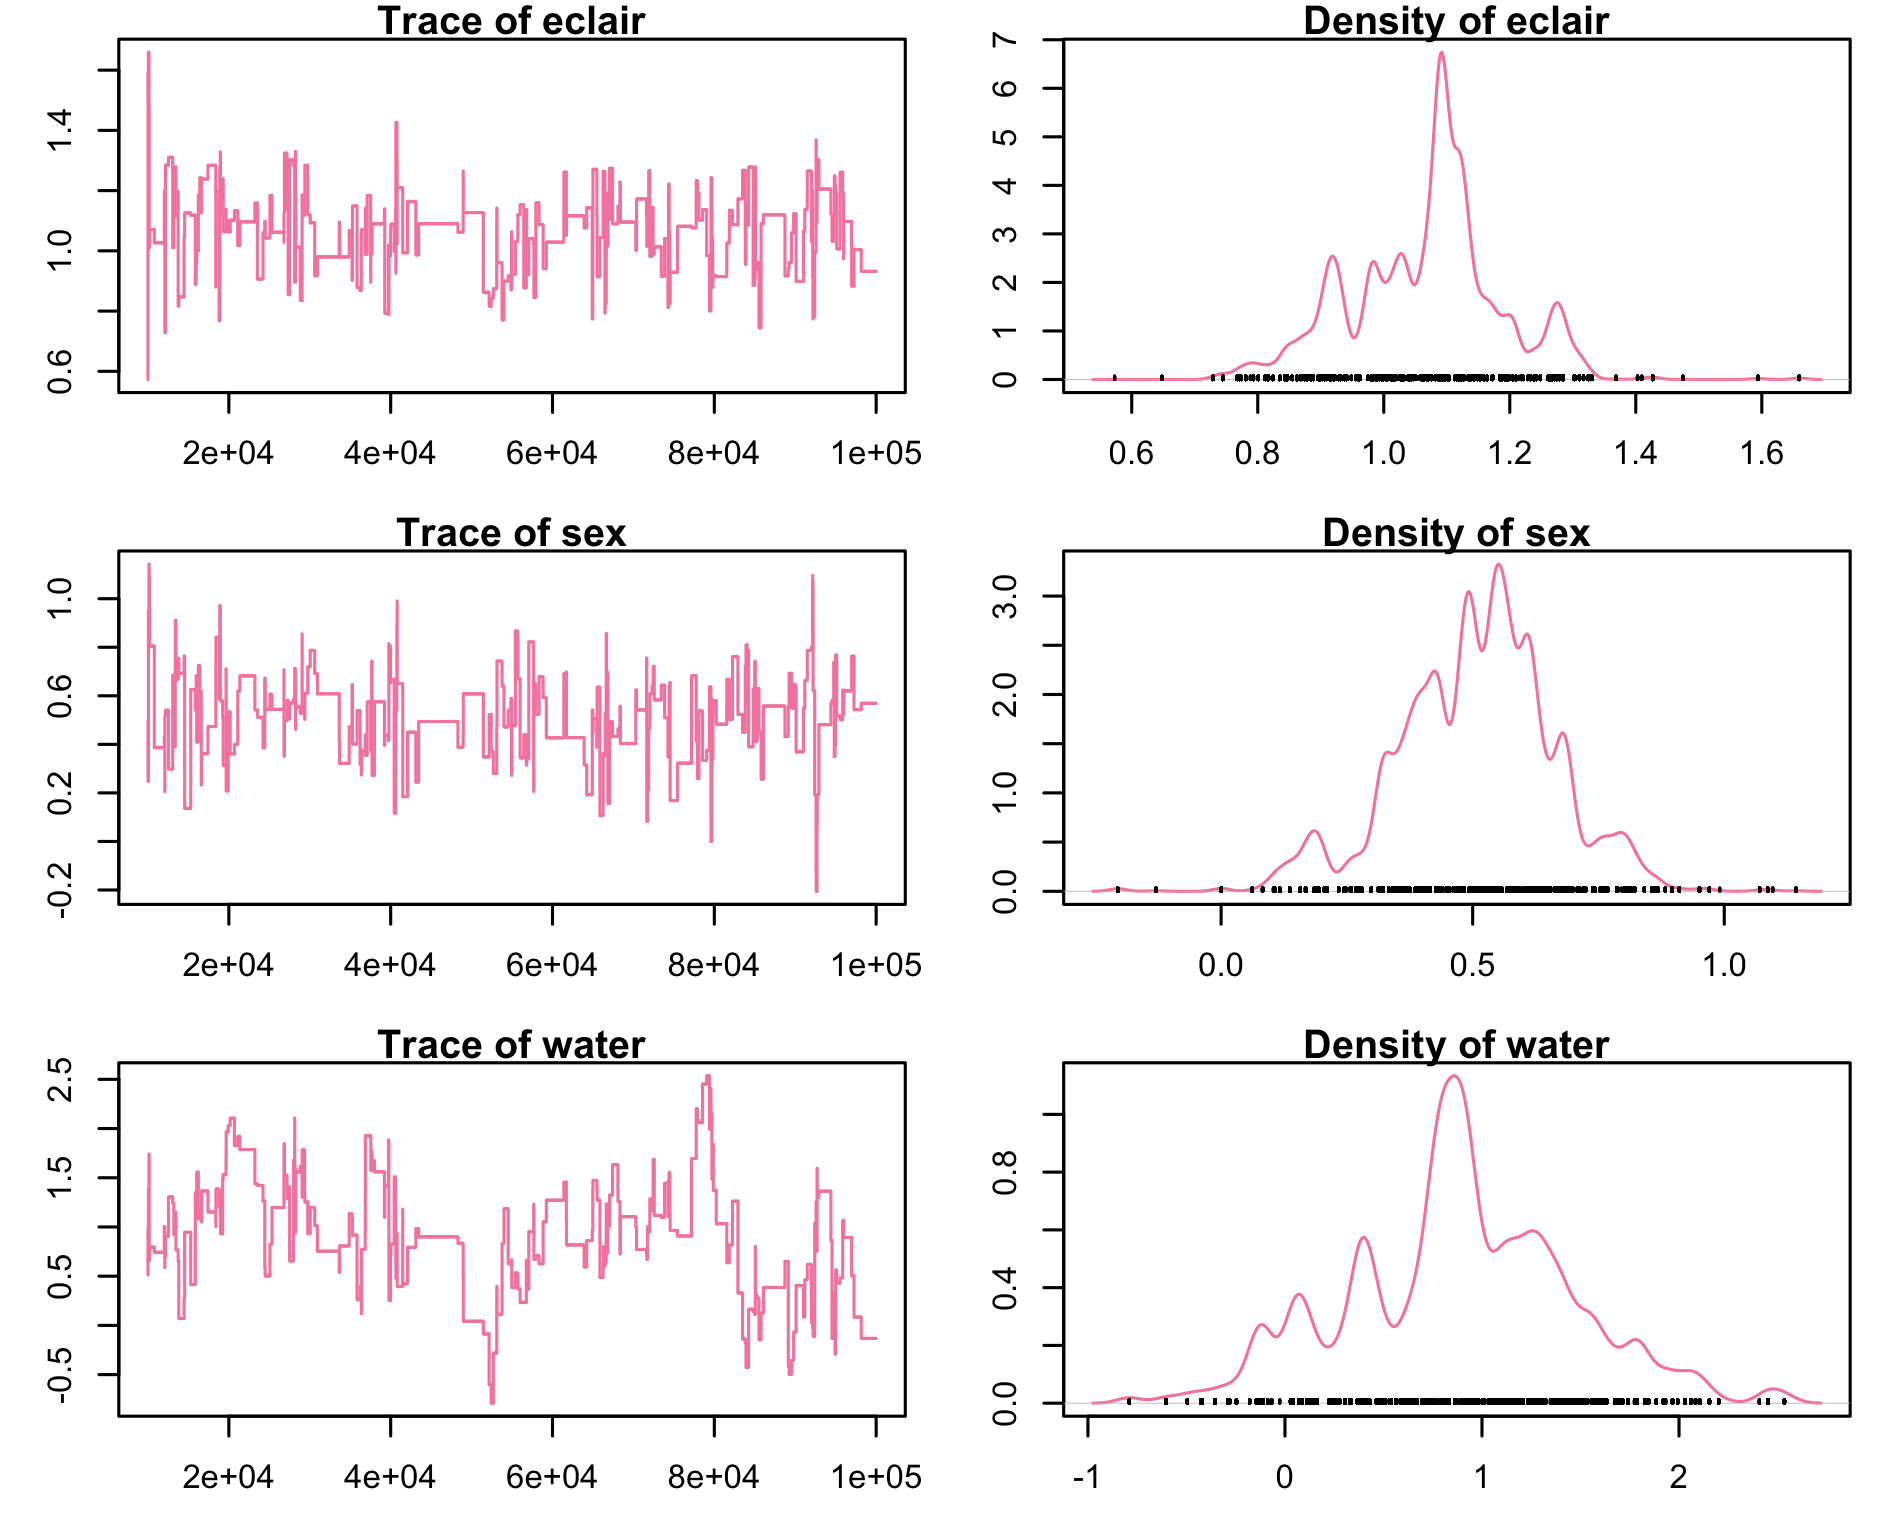 Trace of eclair
Density of eclair
0.6 1.0 1.4
2e+04 4e+04 6e+04 8e+04 1e+05
0 1 2 3 4 5 6 7
0.6 0.8 1.0 1.2 1.4 1.6
Trace of sex
Density of sex
-0.2 0.2 0.6 1.0
2e+04 4e+04 6e+04 8e+04 1e+05
0.0 1.0 2.0 3.0
0.0 0.5 1.0
Trace of water
Density of water
-0.5 0.5 1.5 2.5
2e+04 4e+04 6e+04 8e+04 1e+05
0.0 0.4 0.8
-1 0 1 2